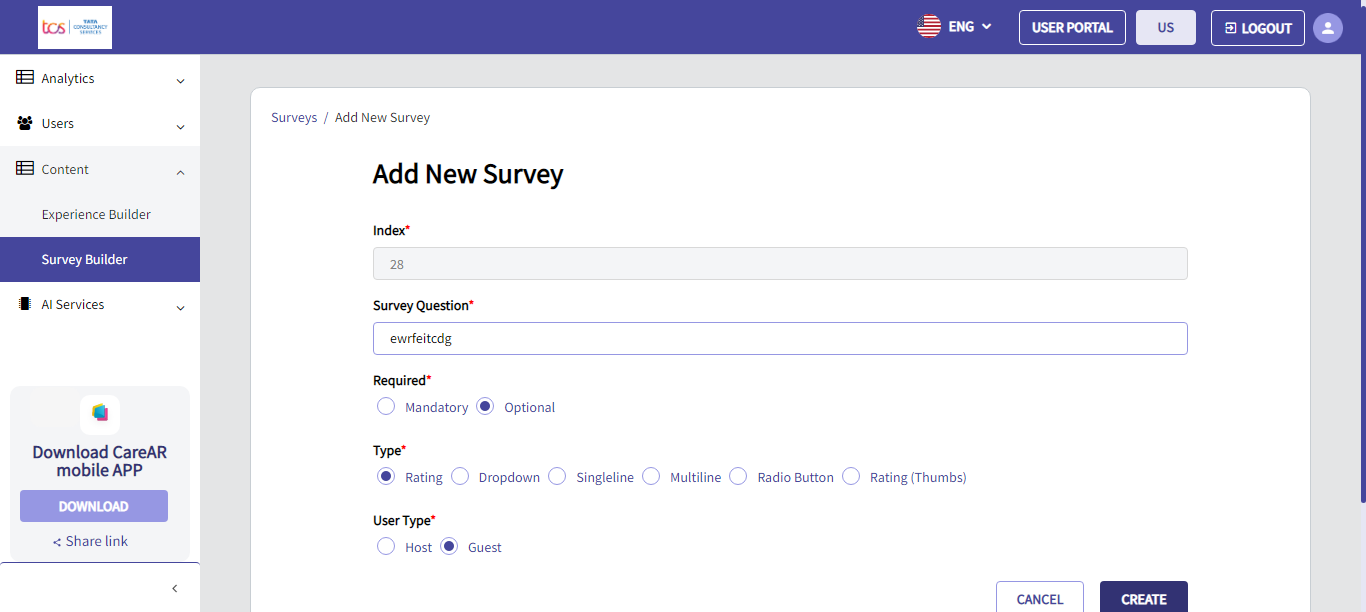 tcs TATA CONSULTANCY SERVICES
ENG
USER PORTAL
US
LOGOUT
Analytics
Users
Content
Experience Builder
Survey Builder
AI Services
Download CareAR
mobile APP
DOWNLOAD
Share link
Surveys / Add New Survey
Add New Survey
Index*
28
Survey Question*
ewrfeitcdg
Required*
Mandatory Optional
Type*
Rating Dropdown Singleline Multiline Radio Button Rating (Thumbs)
User Type*
Host Guest
CANCEL CREATE